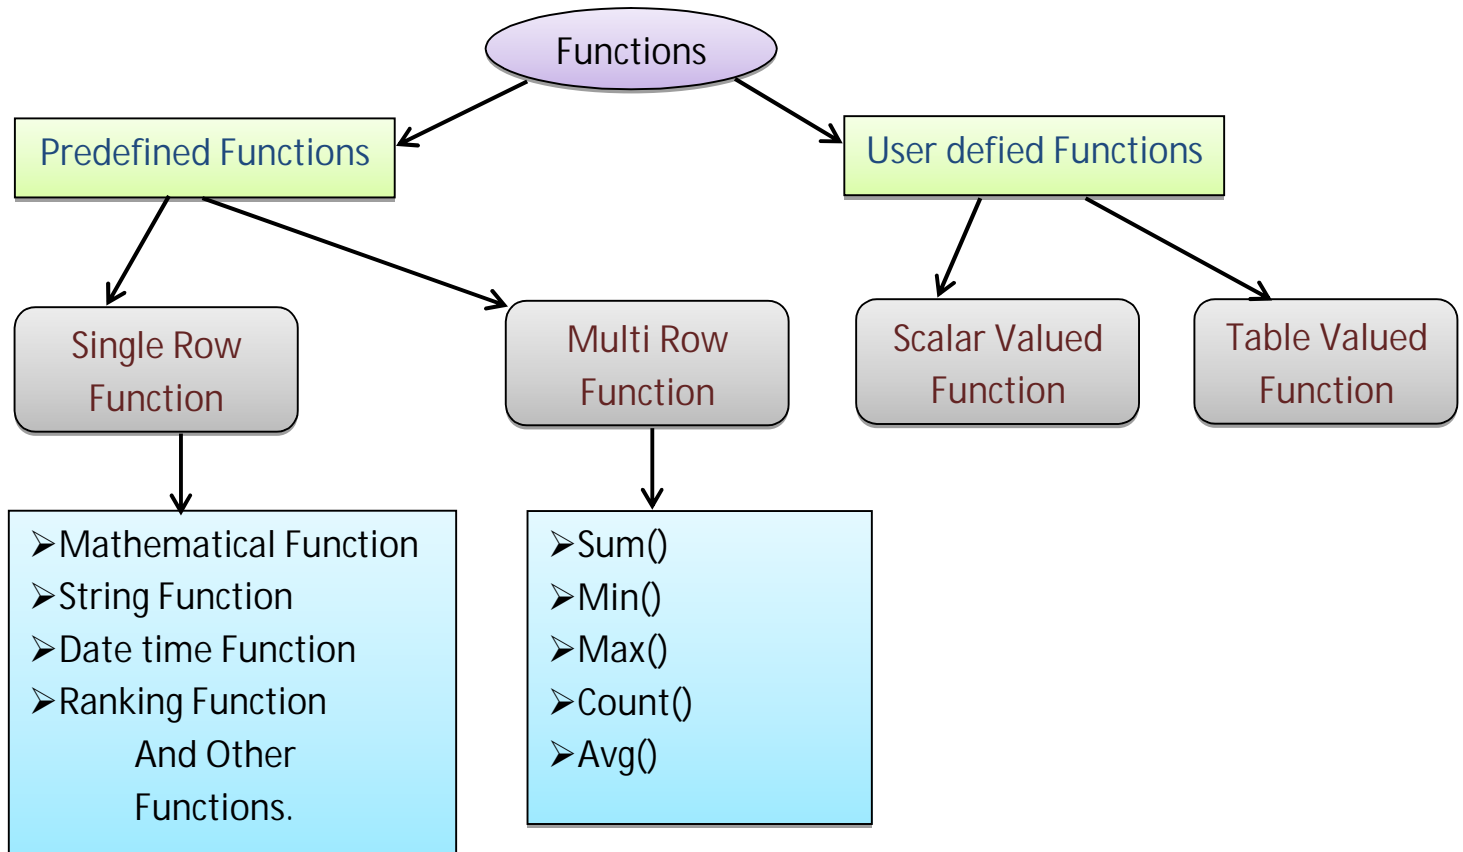 Functions
Predefined Functions
User defied Functions
Single Row
Function
Multi Row
Function
Scalar Valued
Function
Table Valued
Function
➢Mathematical Function
➢String Function
➢Date time Function
➢Ranking Function
And Other
Functions.
➢Sum()
➢Min()
➢Max()
➢Count()
➢Avg()